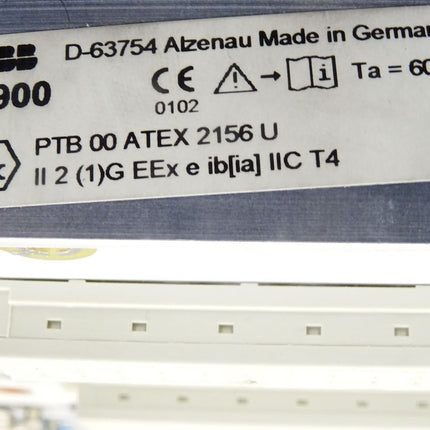 D-63754 Alzenau Made in German
900 CE Ta = 60
0102
PTB 00 ATEX 2156 U
II 2 (1)G EEx e ib[ia] IIC T4